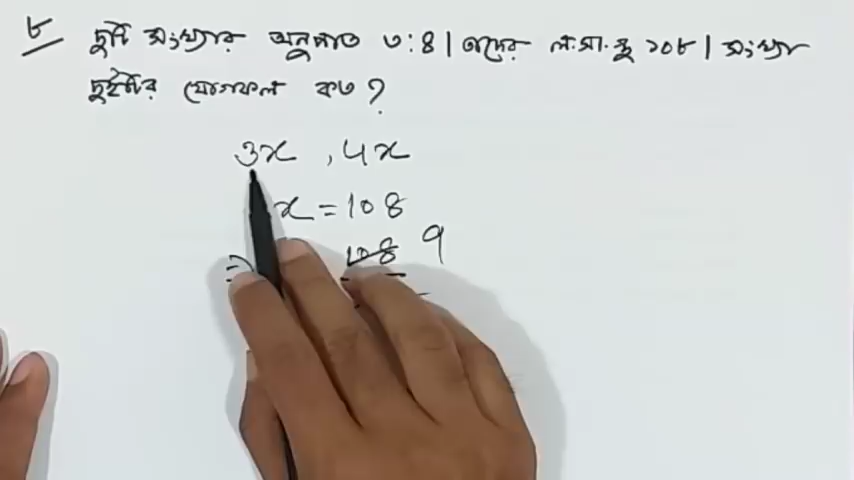 ৮ দুটি সংখ্যার অনুপাত ৩:৪। তাদের ল.সা.গু ১০৮। সংখ্যা
দুইটির যোগফল কত?
3x , 4x
x = 108
108 9